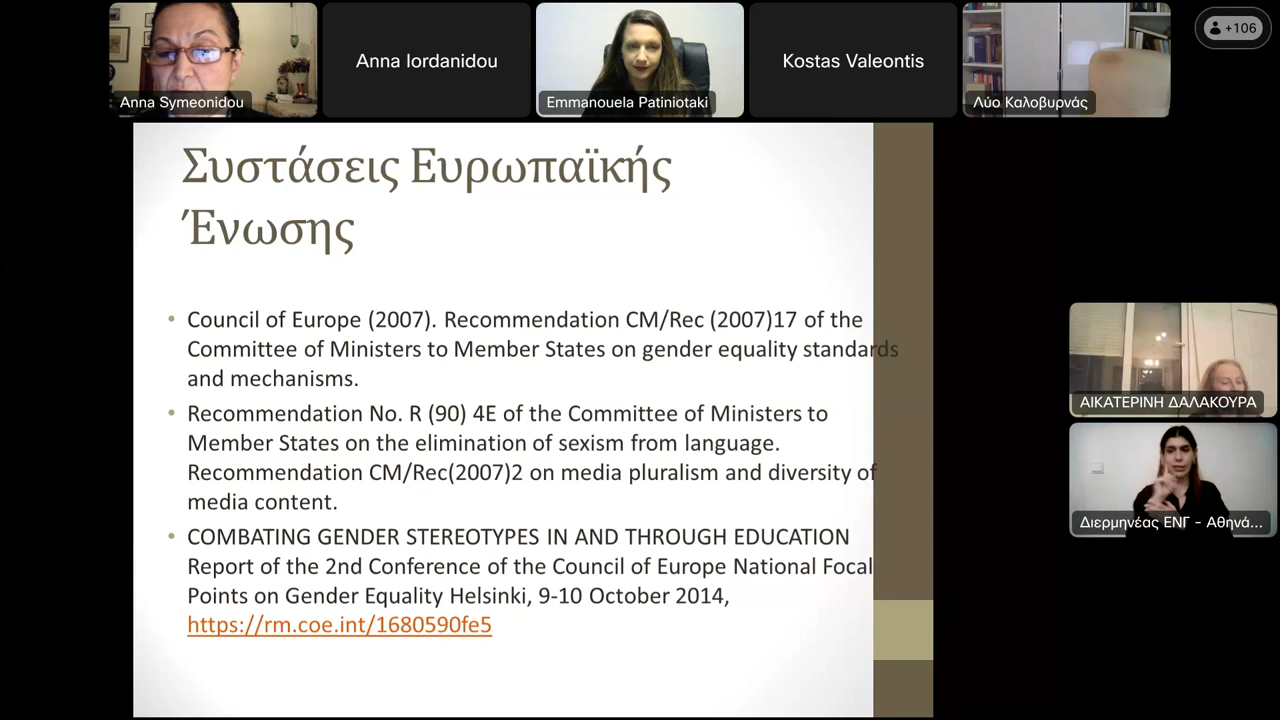 +106
Anna Symeonidou
Anna Iordanidou
Emmanouela Patiniotaki
Kostas Valeontis
Λύο Καλοβυρνάς
Συστάσεις Ευρωπαϊκής
Ένωσης
• Council of Europe (2007). Recommendation CM/Rec (2007)17 of the
Committee of Ministers to Member States on gender equality standards
and mechanisms.
• Recommendation No. R (90) 4E of the Committee of Ministers to
Member States on the elimination of sexism from language.
Recommendation CM/Rec(2007)2 on media pluralism and diversity of
media content.
• COMBATING GENDER STEREOTYPES IN AND THROUGH EDUCATION
Report of the 2nd Conference of the Council of Europe National Focal
Points on Gender Equality Helsinki, 9-10 October 2014,
https://rm.coe.int/1680590fe5
ΑΙΚΑΤΕΡΙΝΗ ΔΑΛΑΚΟΥΡΑ
Διερμηνέας ΕΝΓ - Αθηνά...